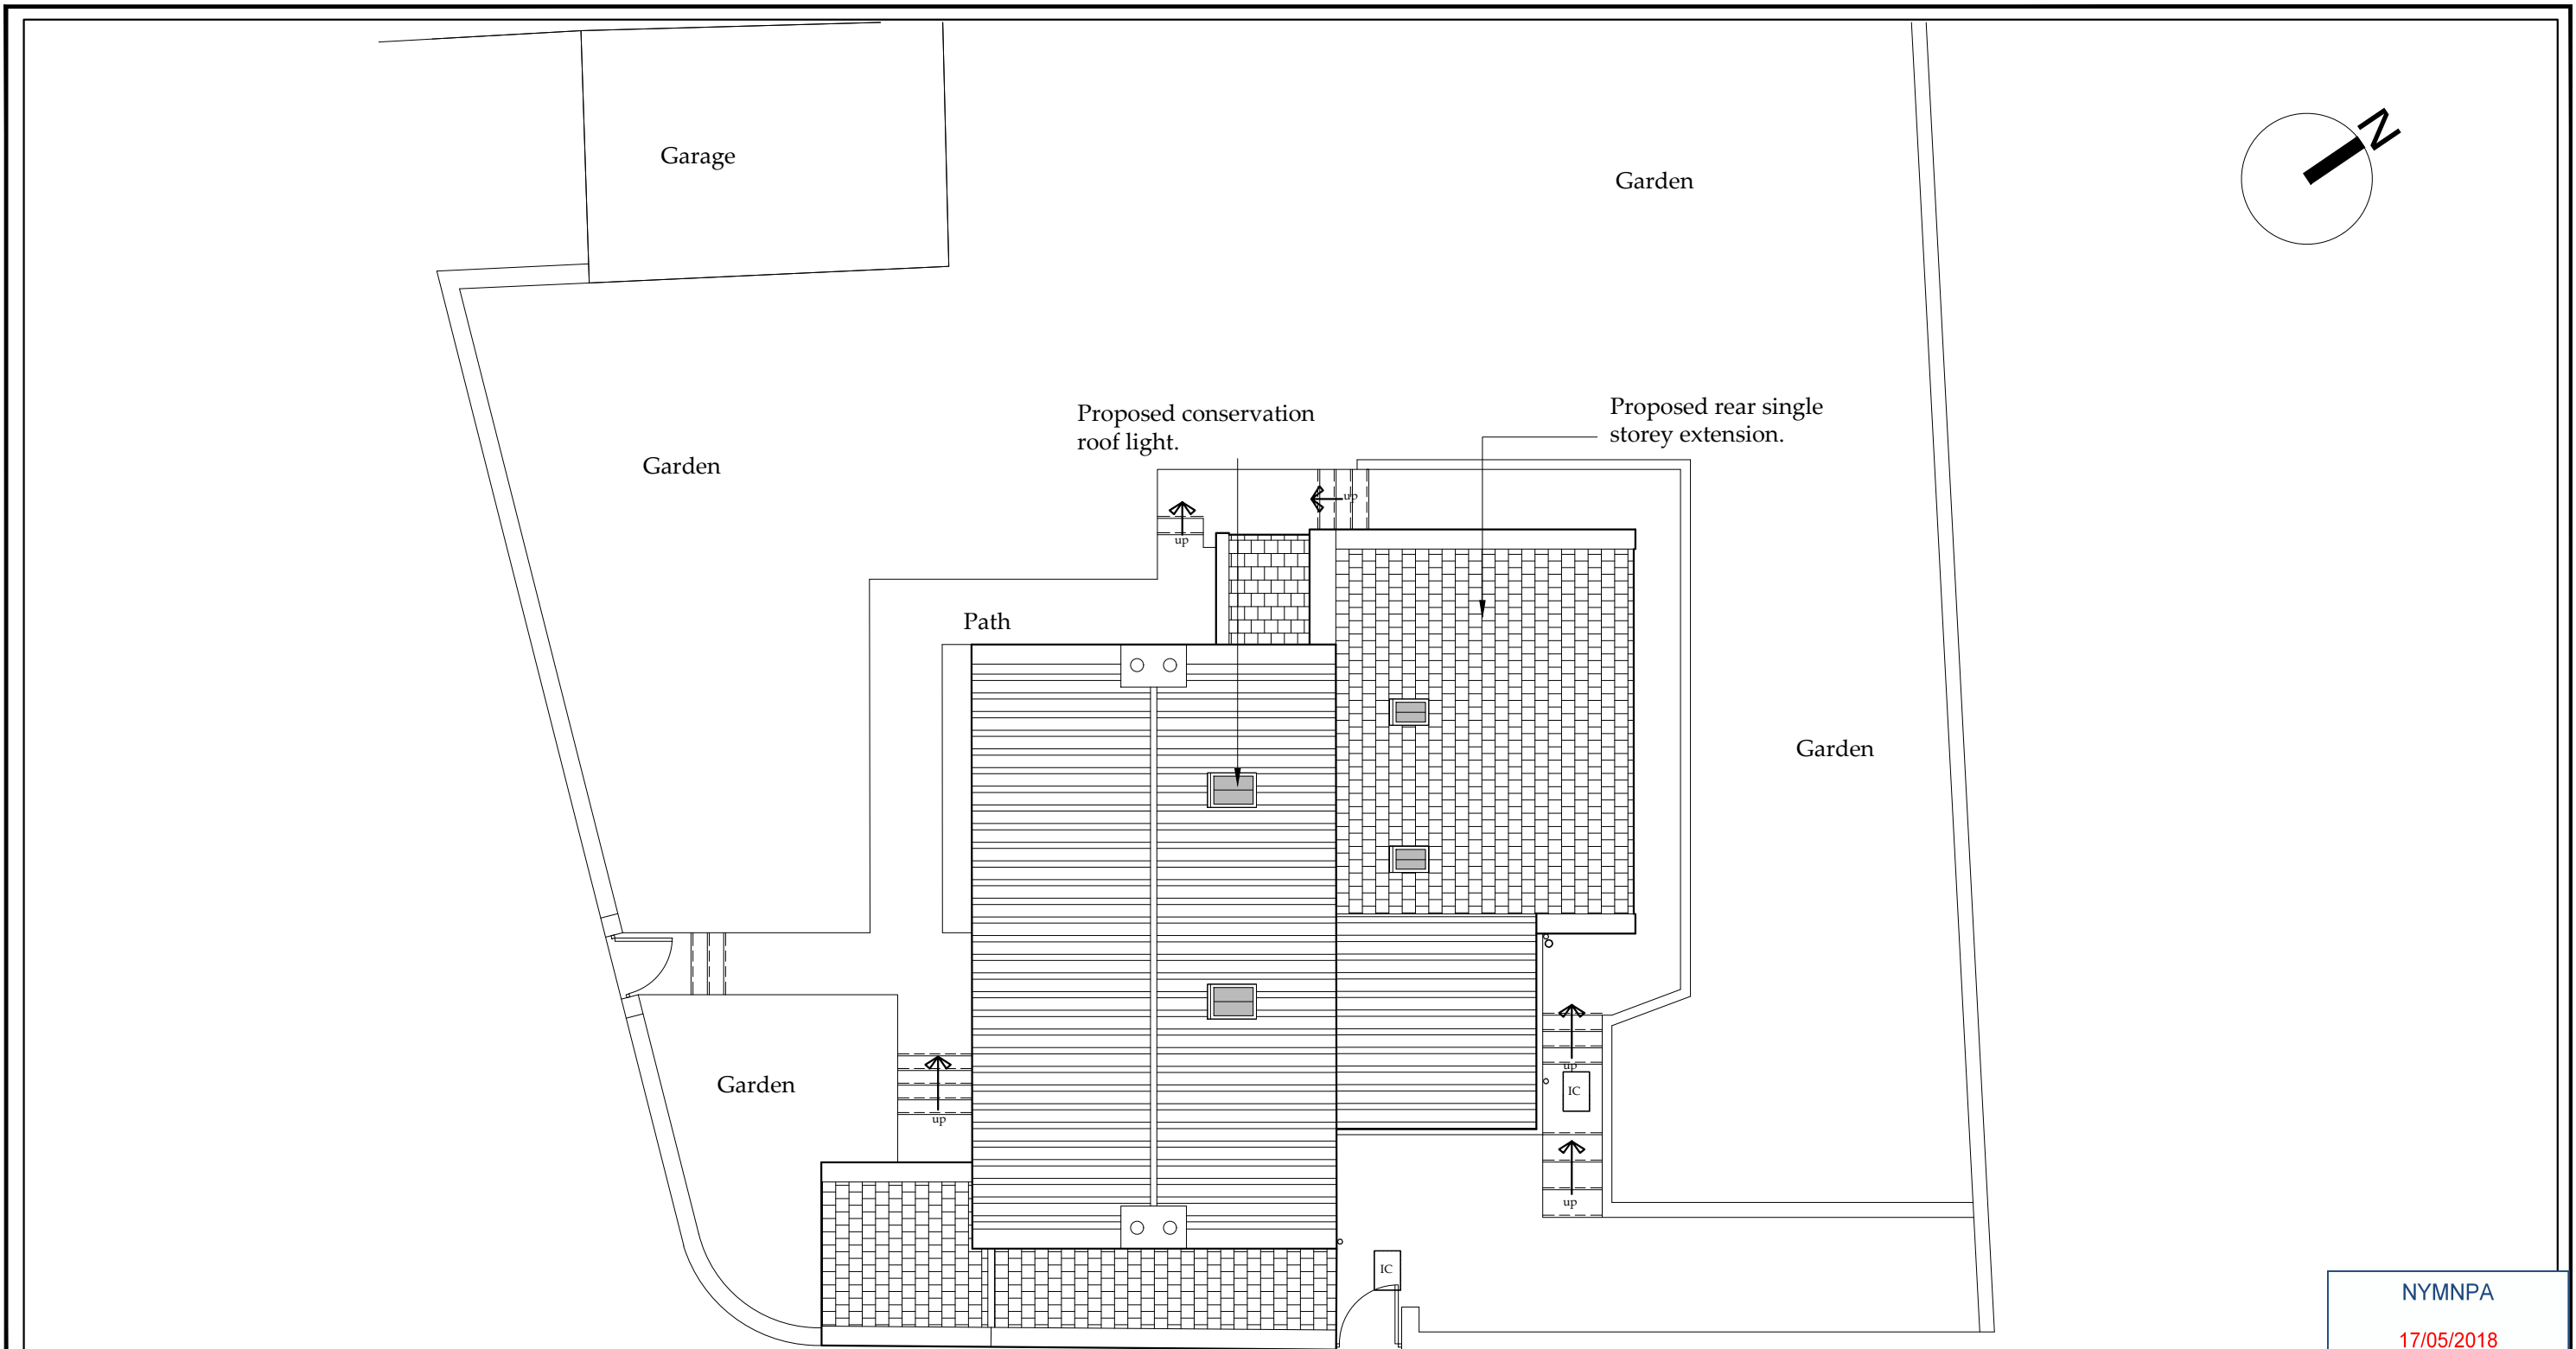 Garage
Garden
N
Proposed conservation
roof light.
Proposed rear single
storey extension.
Garden
up
up
Path
Garden
up
IC
Garden
up
up
IC
NYMNPA
17/05/2018